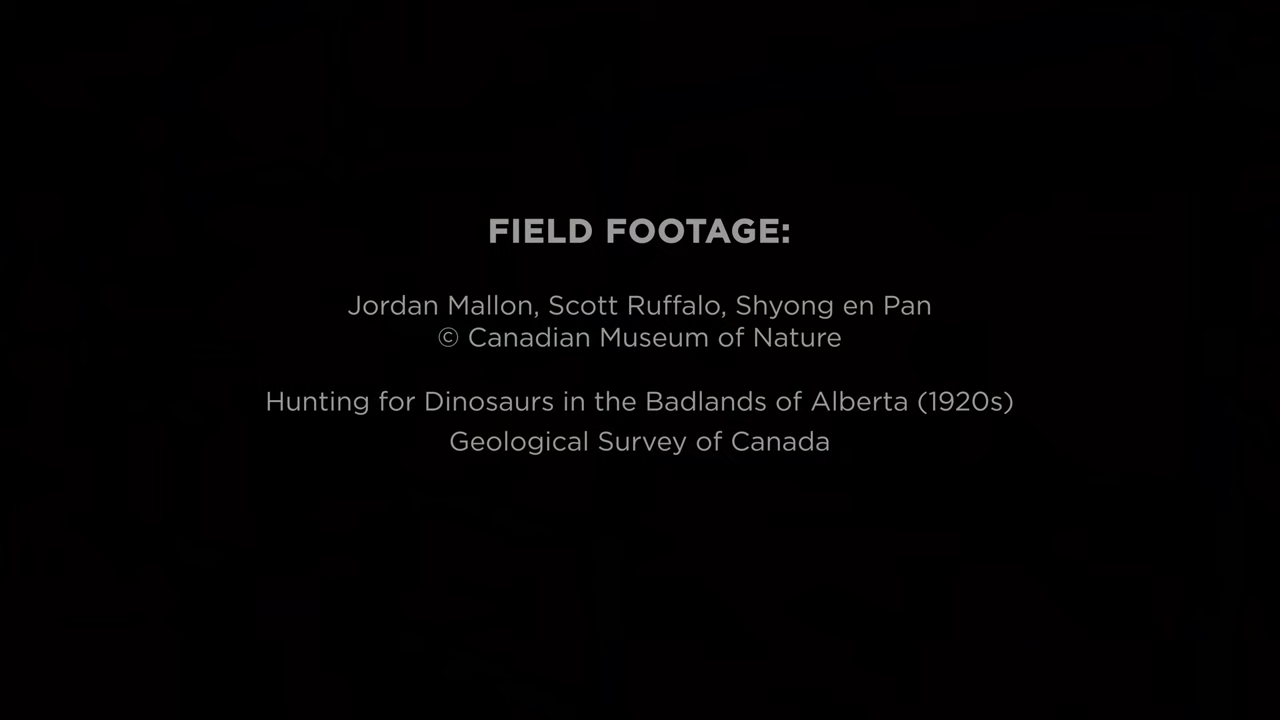 FIELD FOOTAGE:
Jordan Mallon, Scott Ruffalo, Shyong en Pan
© Canadian Museum of Nature
Hunting for Dinosaurs in the Badlands of Alberta (1920s)
Geological Survey of Canada